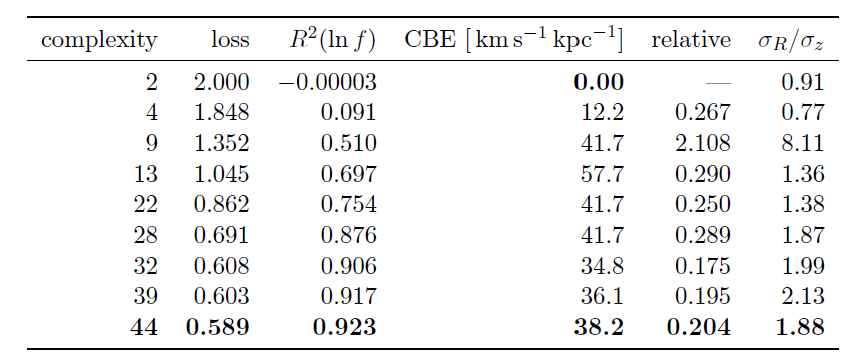 complexity loss R²(ln f) CBE [km s⁻¹ kpc⁻¹] relative σ_R/σ_z
2 2.000 −0.00003 0.00 — 0.91
4 1.848 0.091 12.2 0.267 0.77
9 1.352 0.510 41.7 2.108 8.11
13 1.045 0.697 57.7 0.290 1.36
22 0.862 0.754 41.7 0.250 1.38
28 0.691 0.876 41.7 0.289 1.87
32 0.608 0.906 34.8 0.175 1.99
39 0.603 0.917 36.1 0.195 2.13
44 0.589 0.923 38.2 0.204 1.88